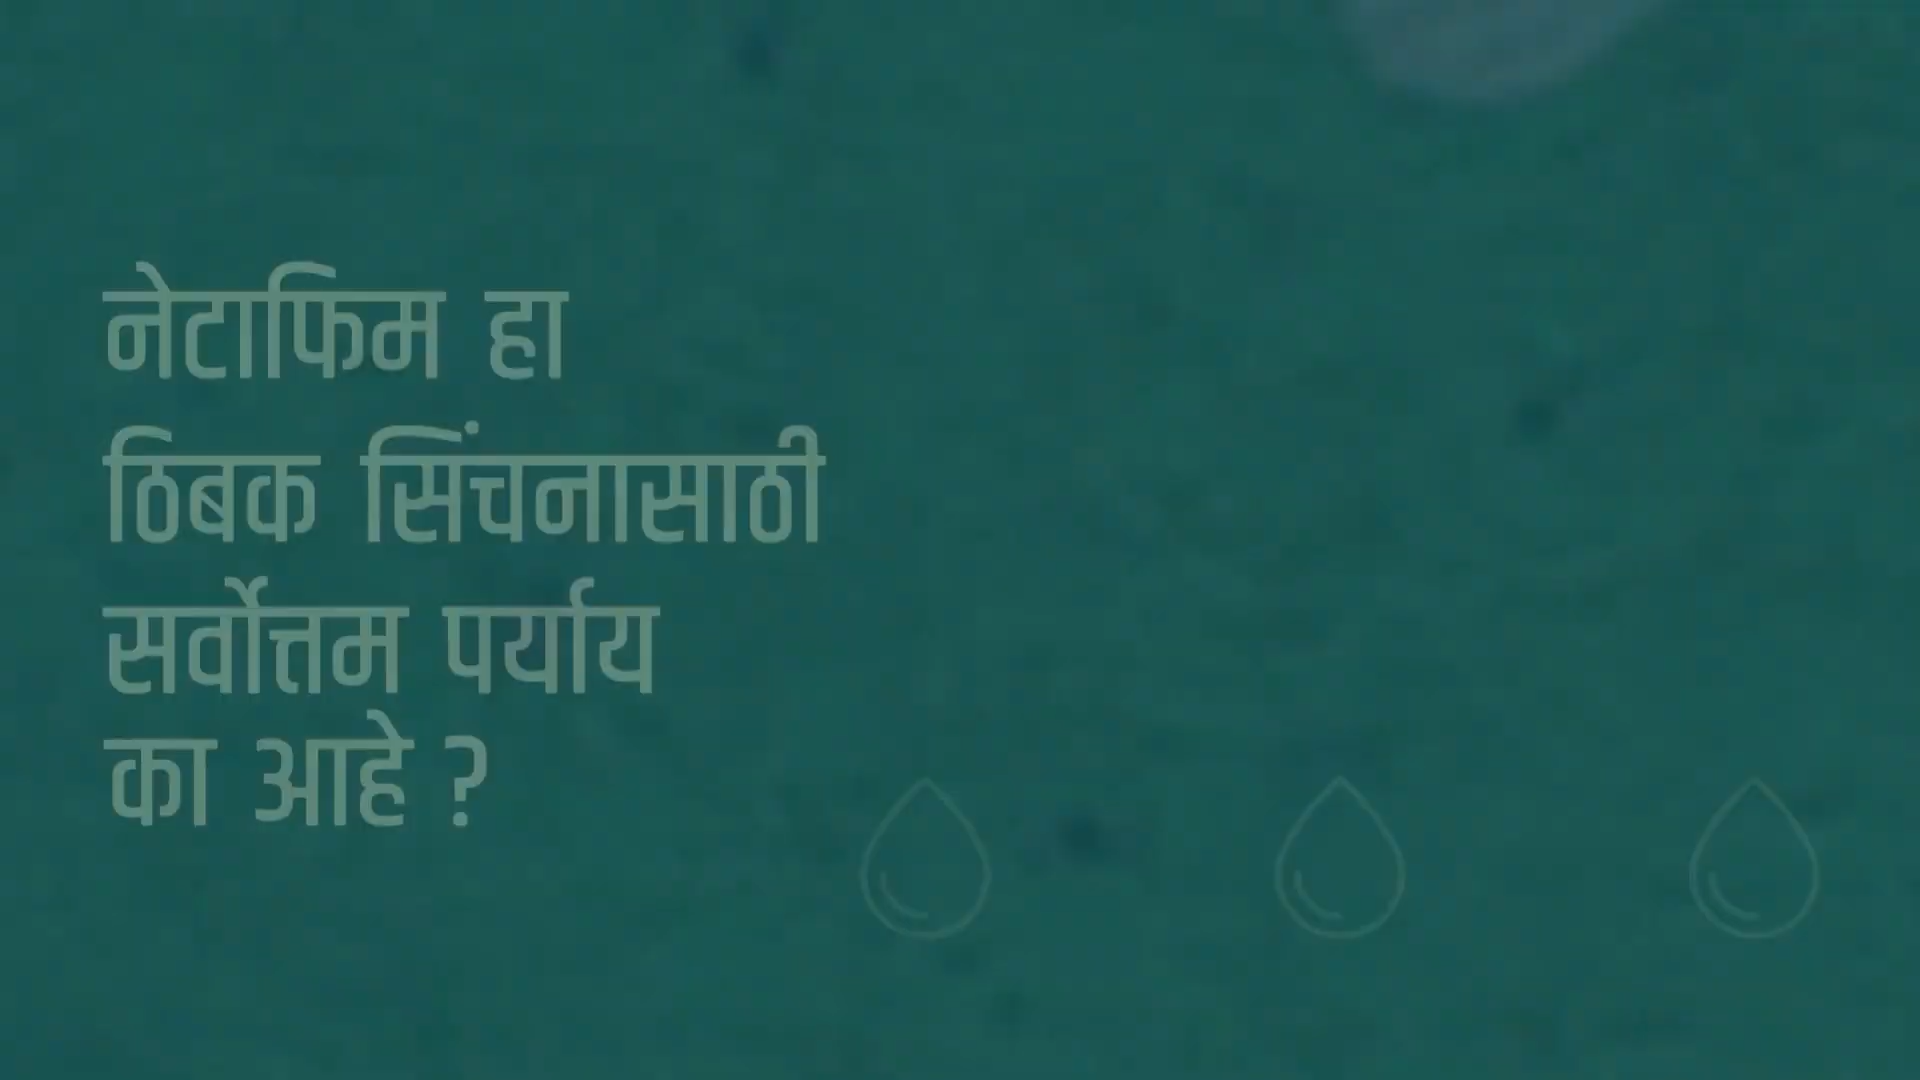 नेटाफिम हा
ठिबक सिंचनासाठी
सर्वोत्तम पर्याय
का आहे ?